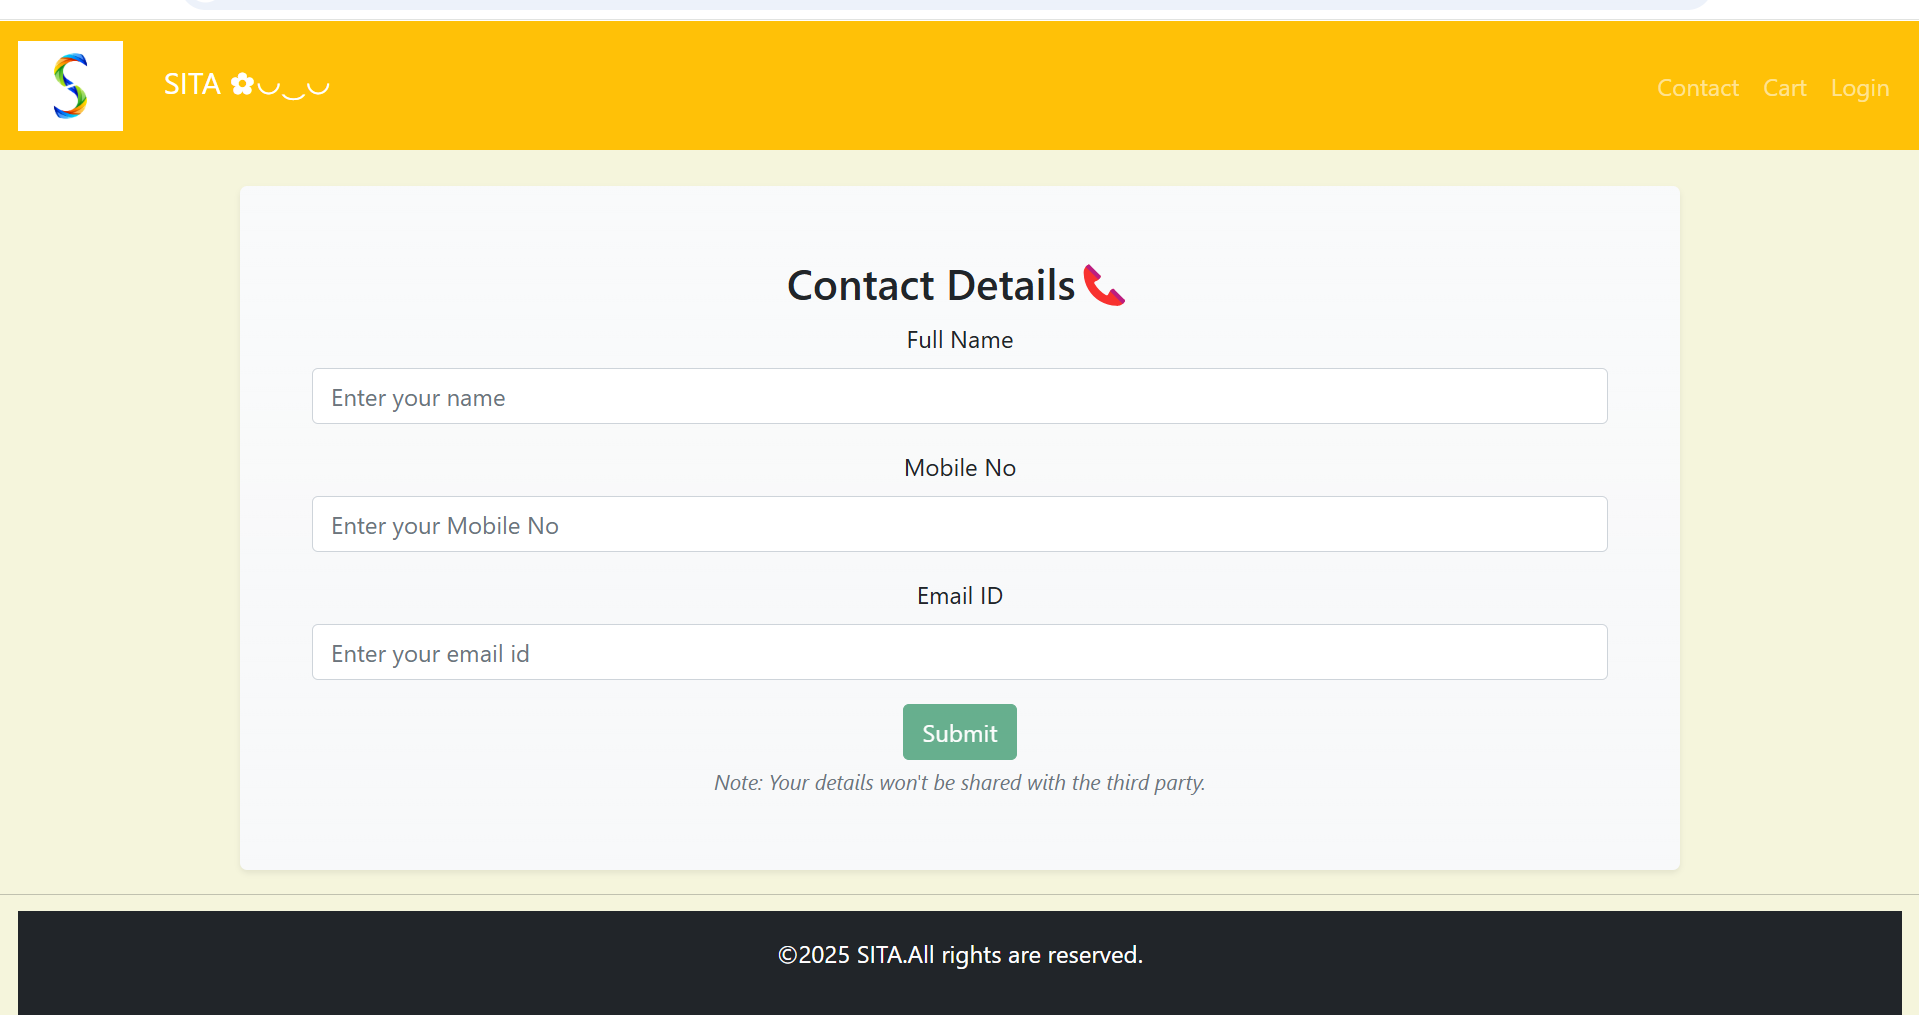 SITA ✿◡‿◡
Contact Cart Login
Contact Details📞
Full Name
Enter your name
Mobile No
Enter your Mobile No
Email ID
Enter your email id
Submit
Note: Your details won't be shared with the third party.
©2025 SITA.All rights are reserved.